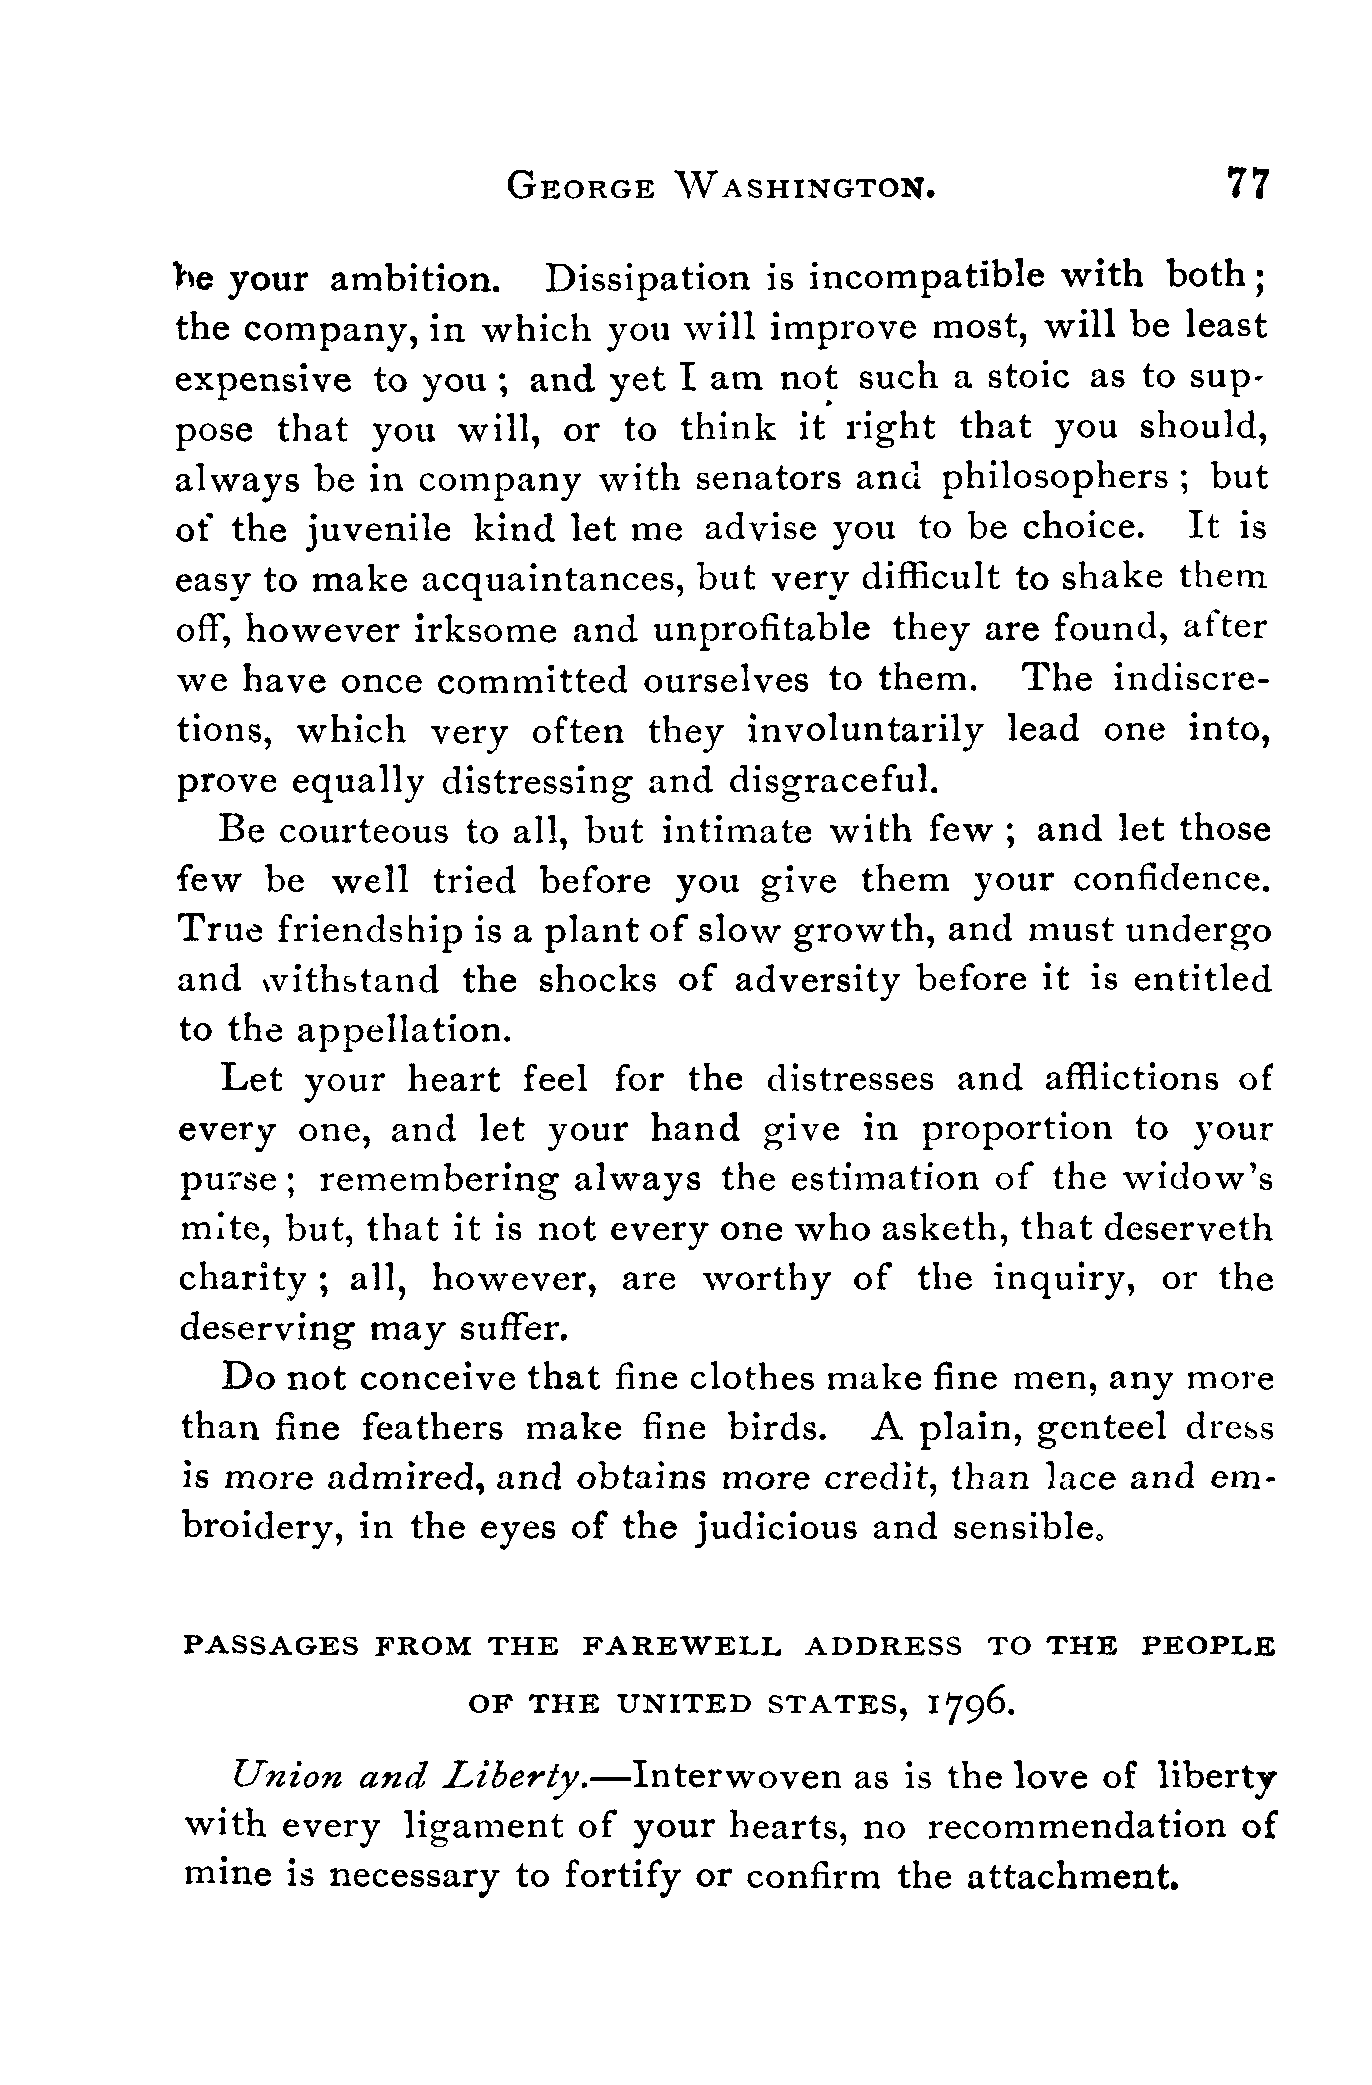 GEORGE WASHINGTON. 77
be your ambition. Dissipation is incompatible with both;
the company, in which you will improve most, will be least
expensive to you; and yet I am not such a stoic as to sup-
pose that you will, or to think it right that you should,
always be in company with senators and philosophers; but
of the juvenile kind let me advise you to be choice. It is
easy to make acquaintances, but very difficult to shake them
off, however irksome and unprofitable they are found, after
we have once committed ourselves to them. The indiscre-
tions, which very often they involuntarily lead one into,
prove equally distressing and disgraceful.
Be courteous to all, but intimate with few; and let those
few be well tried before you give them your confidence.
True friendship is a plant of slow growth, and must undergo
and withstand the shocks of adversity before it is entitled
to the appellation.
Let your heart feel for the distresses and afflictions of
every one, and let your hand give in proportion to your
purse; remembering always the estimation of the widow's
mite, but, that it is not every one who asketh, that deserveth
charity; all, however, are worthy of the inquiry, or the
deserving may suffer.
Do not conceive that fine clothes make fine men, any more
than fine feathers make fine birds. A plain, genteel dress
is more admired, and obtains more credit, than lace and em-
broidery, in the eyes of the judicious and sensible.
PASSAGES FROM THE FAREWELL ADDRESS TO THE PEOPLE
OF THE UNITED STATES, 1796.
Union and Liberty.—Interwoven as is the love of liberty
with every ligament of your hearts, no recommendation of
mine is necessary to fortify or confirm the attachment.